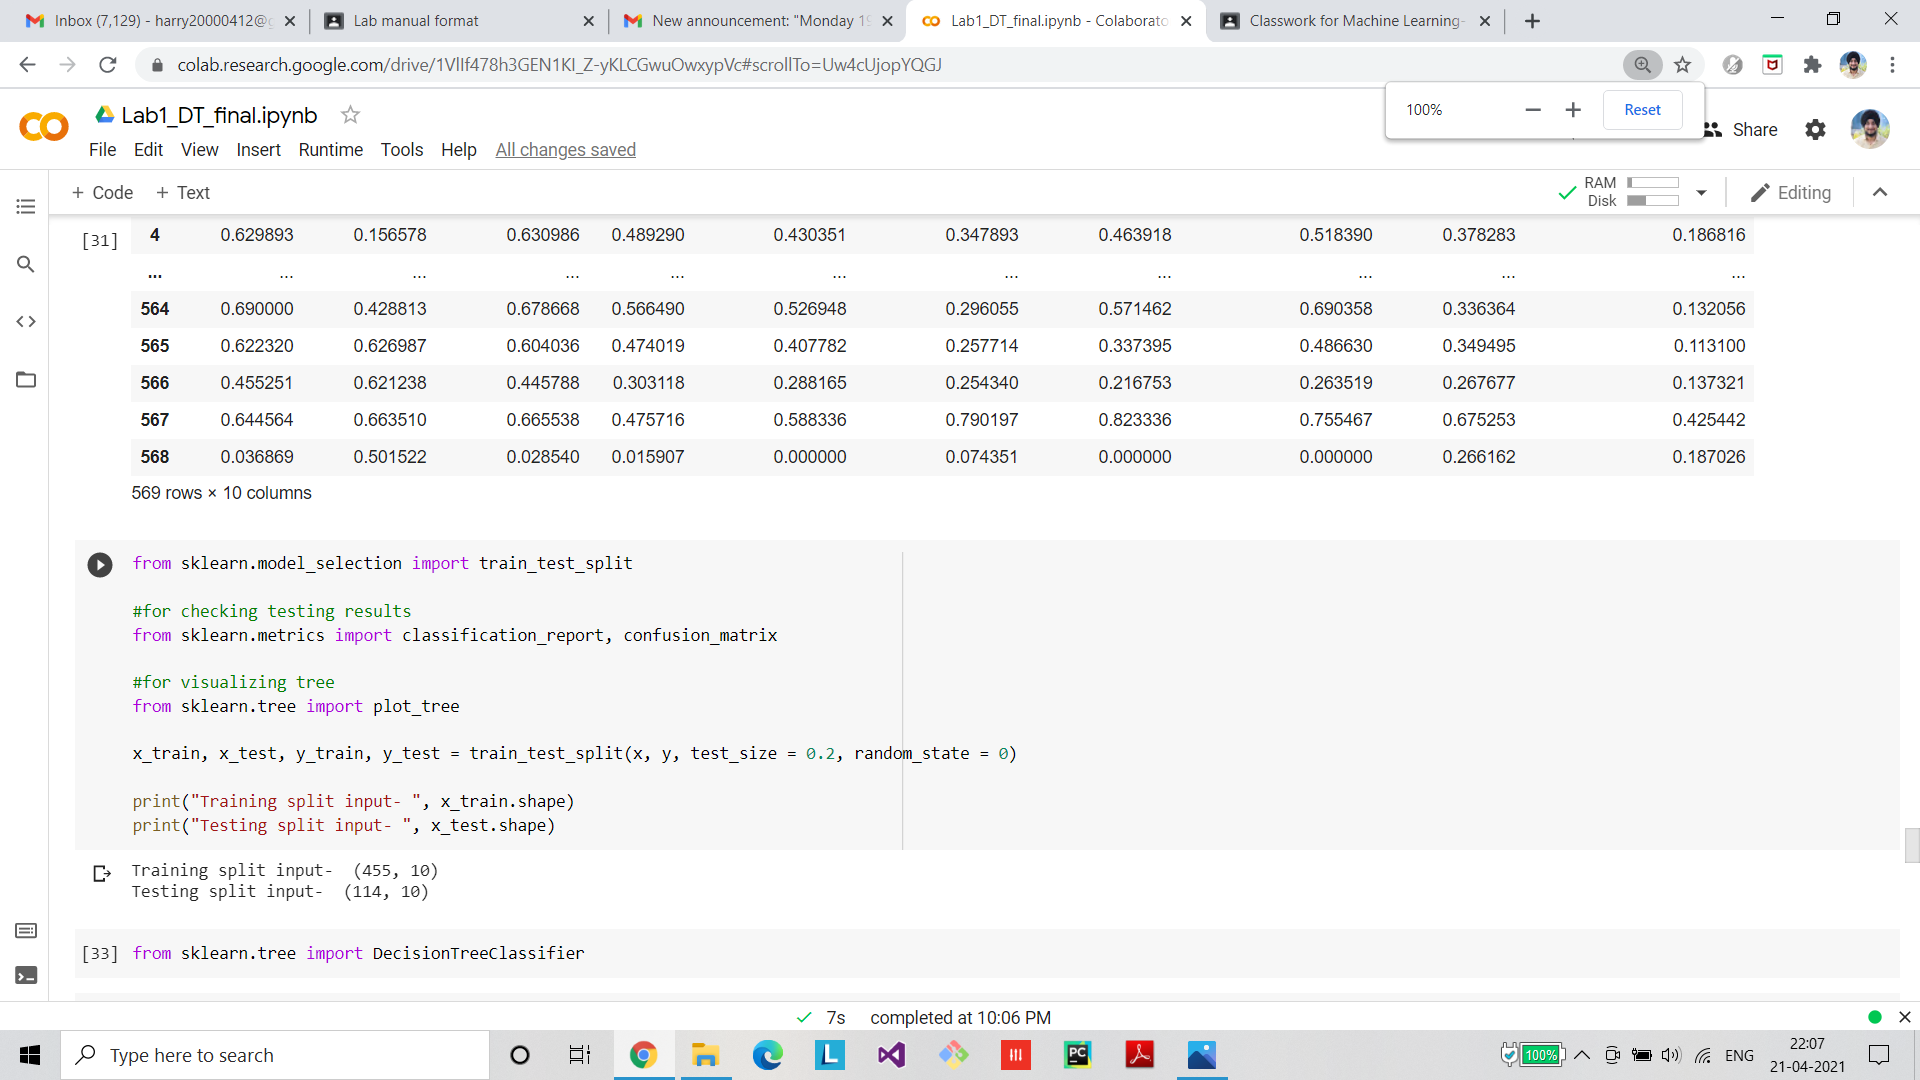 Inbox (7,129) - harry20000412@g
Lab manual format
New announcement: "Monday 19
Lab1_DT_final.ipynb - Colaborato
Classwork for Machine Learning-
colab.research.google.com/drive/1VlIf478h3GEN1KI_Z-yKLCGwuOwxypVc#scrollTo=Uw4cUjopYQGJ
100% − + Reset
Lab1_DT_final.ipynb
Share
File Edit View Insert Runtime Tools Help All changes saved
+ Code + Text
RAM
Disk
Editing
[31] 4 0.629893 0.156578 0.630986 0.489290 0.430351 0.347893 0.463918 0.518390 0.378283 0.186816
... ... ... ... ... ... ... ... ... ... ...
564 0.690000 0.428813 0.678668 0.566490 0.526948 0.296055 0.571462 0.690358 0.336364 0.132056
565 0.622320 0.626987 0.604036 0.474019 0.407782 0.257714 0.337395 0.486630 0.349495 0.113100
566 0.455251 0.621238 0.445788 0.303118 0.288165 0.254340 0.216753 0.263519 0.267677 0.137321
567 0.644564 0.663510 0.665538 0.475716 0.588336 0.790197 0.823336 0.755467 0.675253 0.425442
568 0.036869 0.501522 0.028540 0.015907 0.000000 0.074351 0.000000 0.000000 0.266162 0.187026
569 rows × 10 columns
from sklearn.model_selection import train_test_split
#for checking testing results
from sklearn.metrics import classification_report, confusion_matrix
#for visualizing tree
from sklearn.tree import plot_tree
x_train, x_test, y_train, y_test = train_test_split(x, y, test_size = 0.2, random_state = 0)
print("Training split input- ", x_train.shape)
print("Testing split input- ", x_test.shape)
Training split input-  (455, 10)
Testing split input-  (114, 10)
[33] from sklearn.tree import DecisionTreeClassifier
7s completed at 10:06 PM
Type here to search
L
PC
100%
ENG
22:07
21-04-2021